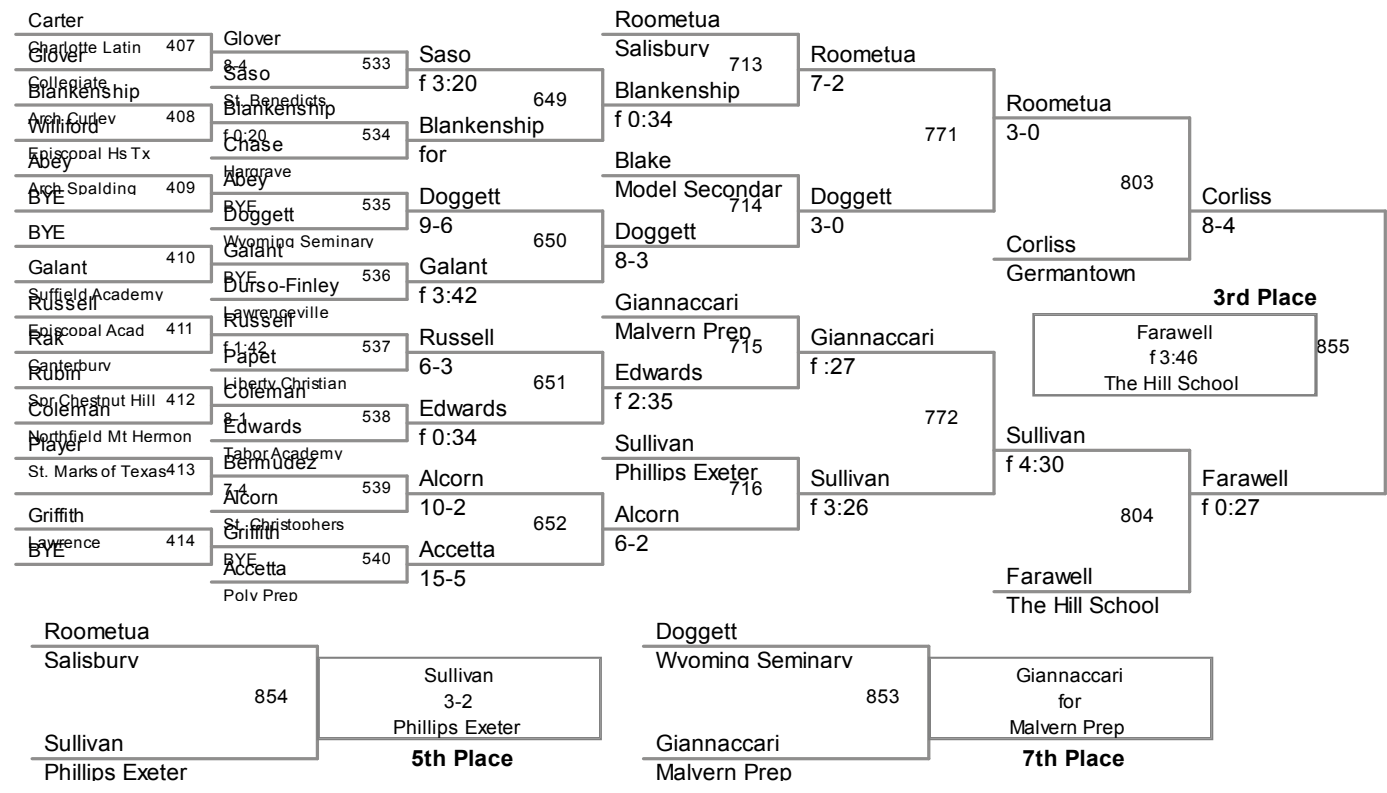 Carter
Charlotte Latin 407
Glover
Collegiate
Blankenship
Arch Curley 408
Williford
Episcopal Hs Tx
Abey
Arch Spalding 409
BYE
BYE
410
Galant
Suffield Academy
Russell
Episcopal Acad 411
Rak
Canterbury
Rubin
Spr Chestnut Hill 412
Coleman
Northfield Mt Hermon
Player
St. Marks of Texas 413
Griffith
Lawrence 414
BYE
Glover
8-4 533
Saso
St. Benedicts
Blankenship
f 0:20 534
Chase
Hargrave
Abey
BYE 535
Doggett
Wyoming Seminary
Galant
BYE 536
Durso-Finley
Lawrenceville
Russell
f 1:42 537
Papet
Liberty Christian
Coleman
8-1 538
Edwards
Tabor Academy
Bermudez
7-4 539
Alcorn
St. Christophers
Griffith
BYE 540
Accetta
Poly Prep
Saso
f 3:20
649
Blankenship
for
Doggett
9-6
650
Galant
f 3:42
Russell
6-3
651
Edwards
f 0:34
Alcorn
10-2
652
Accetta
15-5
Roometua
Salisbury
713
Blankenship
f 0:34
Blake
Model Secondar
714
Doggett
8-3
Giannaccari
Malvern Prep
715
Edwards
f 2:35
Sullivan
Phillips Exeter
716
Alcorn
6-2
Roometua
7-2
771
Doggett
3-0
Giannaccari
f :27
772
Sullivan
f 3:26
Roometua
3-0
803
Corliss
Germantown
Sullivan
f 4:30
804
Farawell
The Hill School
Corliss
8-4
3rd Place
Farawell
f 3:46
The Hill School
855
Farawell
f 0:27
Roometua
Salisbury
854
Sullivan
Phillips Exeter
Sullivan
3-2
Phillips Exeter
5th Place
Doggett
Wyoming Seminary
853
Giannaccari
Malvern Prep
Giannaccari
for
Malvern Prep
7th Place